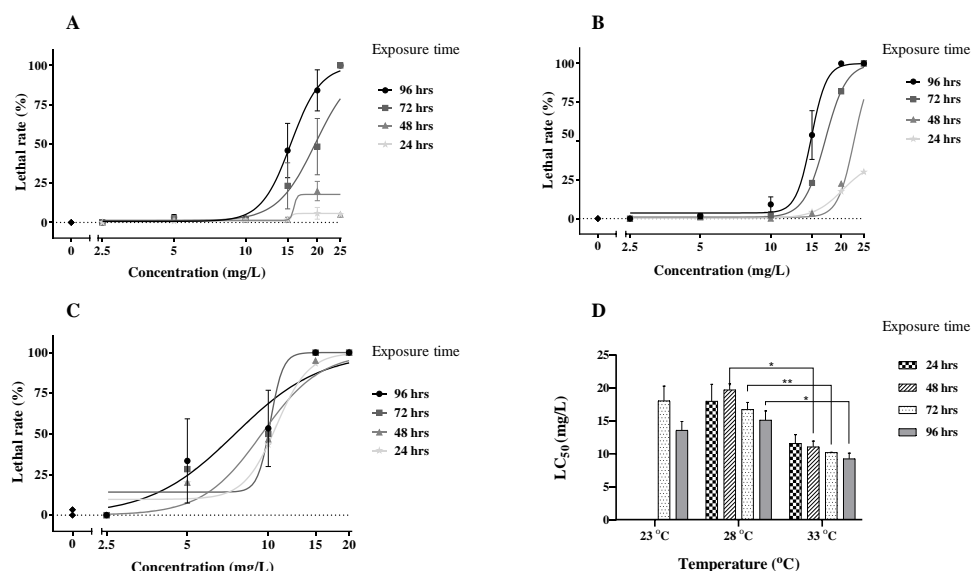 A
Exposure time
96 hrs
72 hrs
48 hrs
24 hrs
Lethal rate (%)
100
75
50
25
0
0 2.5 5 10 15 20 25
Concentration (mg/L)
B
Exposure time
96 hrs
72 hrs
48 hrs
24 hrs
Lethal rate (%)
100
75
50
25
0
0 2.5 5 10 15 20 25
Concentration (mg/L)
C
Exposure time
96 hrs
72 hrs
48 hrs
24 hrs
Lethal rate (%)
100
75
50
25
0
0 2.5 5 10 15 20
Concentration (mg/L)
D
Exposure time
24 hrs
48 hrs
72 hrs
96 hrs
LC50 (mg/L)
25
20
15
10
5
0
*
**
*
23 °C 28 °C 33 °C
Temperature (°C)